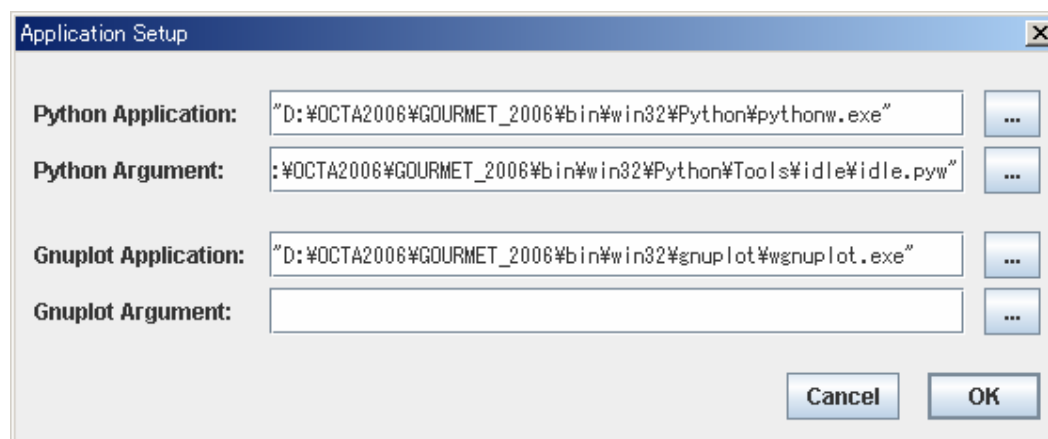 Application Setup
Python Application: "D:¥OCTA2006¥GOURMET_2006¥bin¥win32¥Python¥pythonw.exe" ...
Python Argument: :¥OCTA2006¥GOURMET_2006¥bin¥win32¥Python¥Tools¥idle¥idle.pyw" ...
Gnuplot Application: "D:¥OCTA2006¥GOURMET_2006¥bin¥win32¥gnuplot¥wgnuplot.exe" ...
Gnuplot Argument: ...
Cancel OK